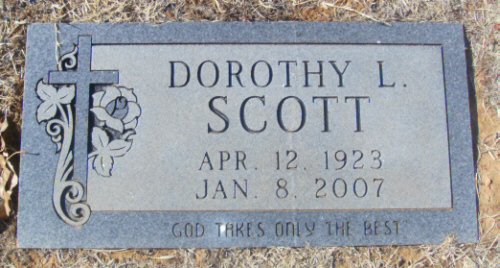 DOROTHY L.
SCOTT
APR. 12, 1923
JAN. 8, 2007
"GOD TAKES ONLY THE BEST"